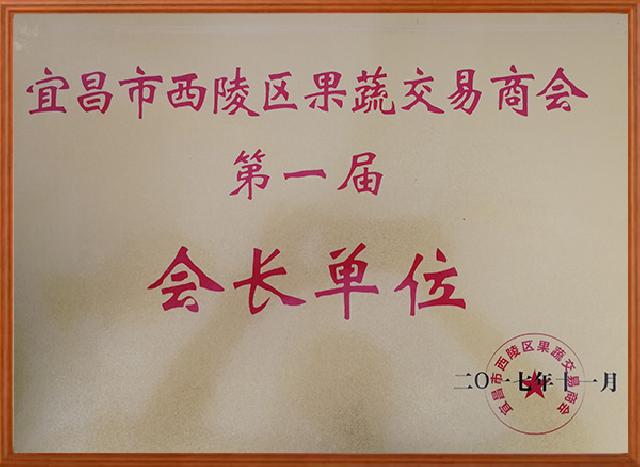 宜昌市西陵区果蔬交易商会
第一届
会长单位
二〇一七年十一月
宜昌市西陵区果蔬交易商会